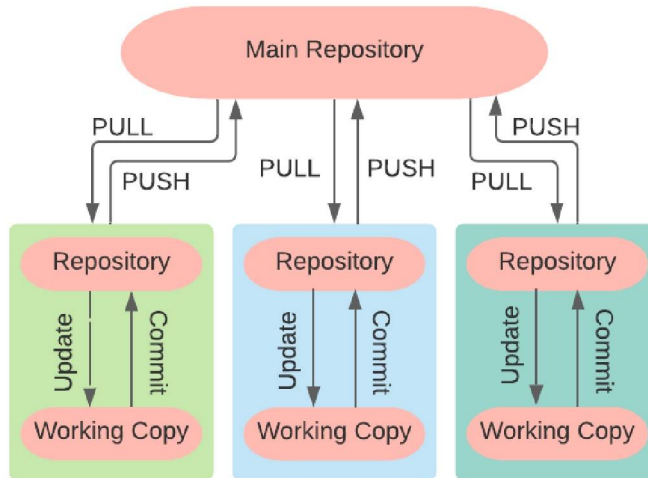 Main Repository
PULL
PUSH
PULL
PUSH
PUSH
PULL
Repository
Update
Commit
Working Copy
Repository
Update
Commit
Working Copy
Repository
Update
Commit
Working Copy